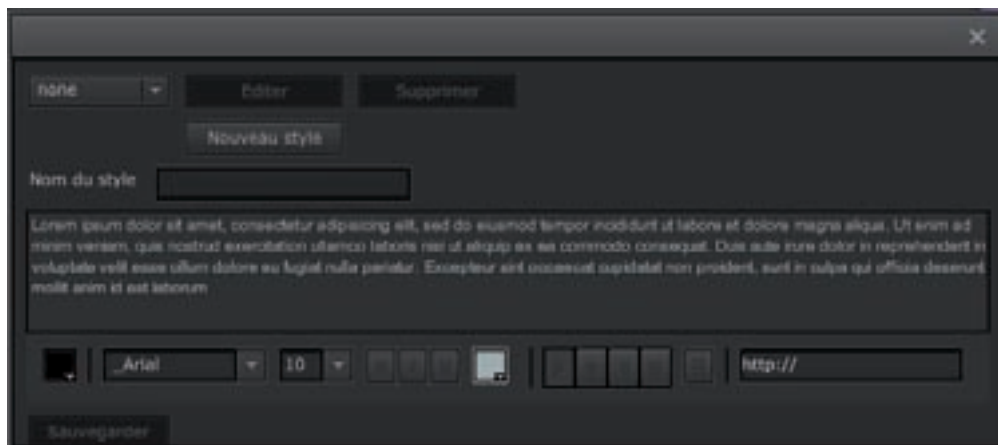 none
Editer
Supprimer
Nouveau style
Nom du style
Lorem ipsum dolor sit amet, consectetur adipisicing elit, sed do eiusmod tempor incididunt ut labore et dolore magna aliqua. Ut enim ad
minim veniam, quis nostrud exercitation ullamco laboris nisi ut aliquip ex ea commodo consequat. Duis aute irure dolor in reprehenderit in
voluptate velit esse cillum dolore eu fugiat nulla pariatur. Excepteur sint occaecat cupidatat non proident, sunt in culpa qui officia deserunt
mollit anim id est laborum
_Arial
10
http://
Sauvegarder